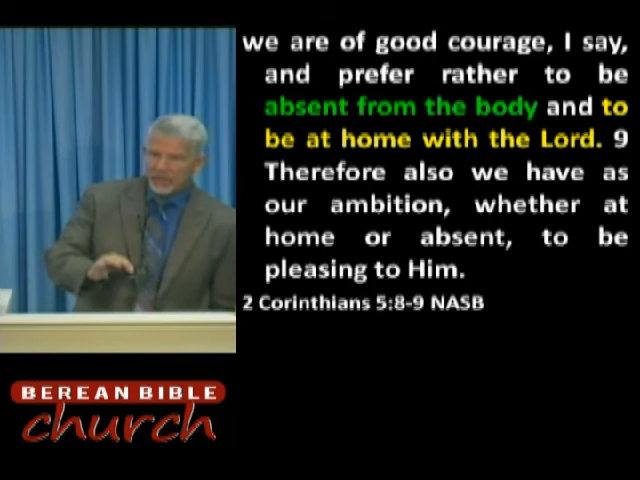 we are of good courage, I say,
and prefer rather to be
absent from the body and to
be at home with the Lord. 9
Therefore also we have as
our ambition, whether at
home or absent, to be
pleasing to Him.
2 Corinthians 5:8-9 NASB
BEREAN BIBLE
church